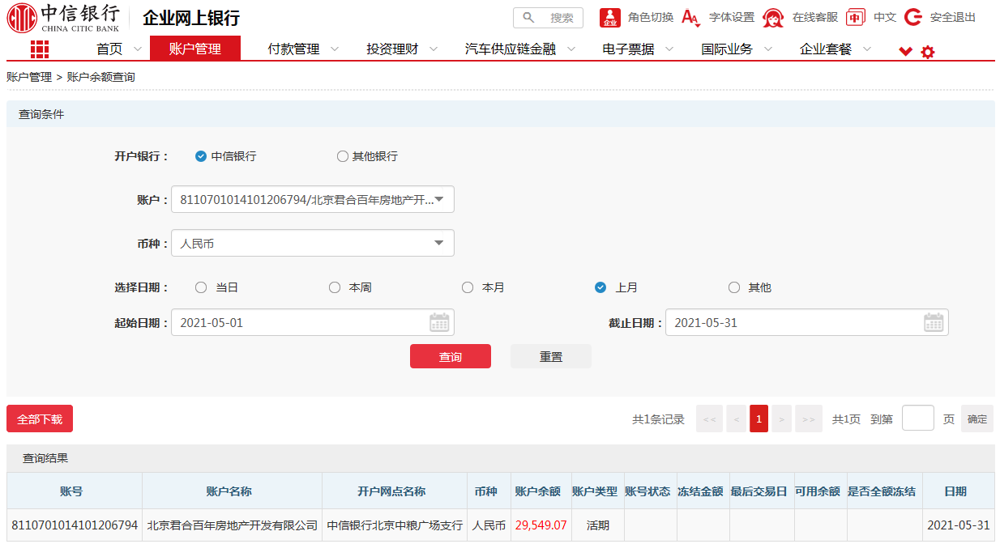 中信银行 CHINA CITIC BANK 企业网上银行 搜索 企业 角色切换 字体设置 在线客服 中文 安全退出
首页 账户管理 付款管理 投资理财 汽车供应链金融 电子票据 国际业务 企业套餐
账户管理 > 账户余额查询
查询条件
开户银行： 中信银行 其他银行
账户： 8110701014101206794/北京君合百年房地产开...
币种： 人民币
选择日期： 当日 本周 本月 上月 其他
起始日期： 2021-05-01 截止日期： 2021-05-31
查询 重置
全部下载 共1条记录 << < 1 > >> 共1页 到第 页 确定
查询结果
账号 账户名称 开户网点名称 币种 账户余额 账户类型 账号状态 冻结金额 最后交易日 可用余额 是否全额冻结 日期
8110701014101206794 北京君合百年房地产开发有限公司 中信银行北京中粮广场支行 人民币 29,549.07 活期 2021-05-31